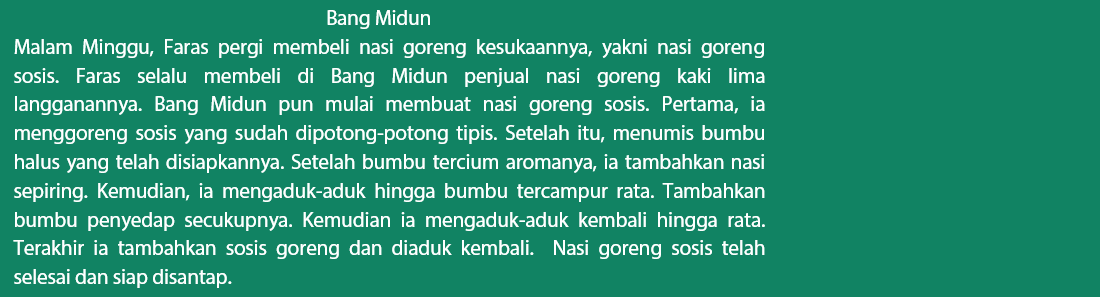 Bang Midun
Malam Minggu, Faras pergi membeli nasi goreng kesukaannya, yakni nasi goreng
sosis. Faras selalu membeli di Bang Midun penjual nasi goreng kaki lima
langganannya. Bang Midun pun mulai membuat nasi goreng sosis. Pertama, ia
menggoreng sosis yang sudah dipotong-potong tipis. Setelah itu, menumis bumbu
halus yang telah disiapkannya. Setelah bumbu tercium aromanya, ia tambahkan nasi
sepiring. Kemudian, ia mengaduk-aduk hingga bumbu tercampur rata. Tambahkan
bumbu penyedap secukupnya. Kemudian ia mengaduk-aduk kembali hingga rata.
Terakhir ia tambahkan sosis goreng dan diaduk kembali.  Nasi goreng sosis telah
selesai dan siap disantap.